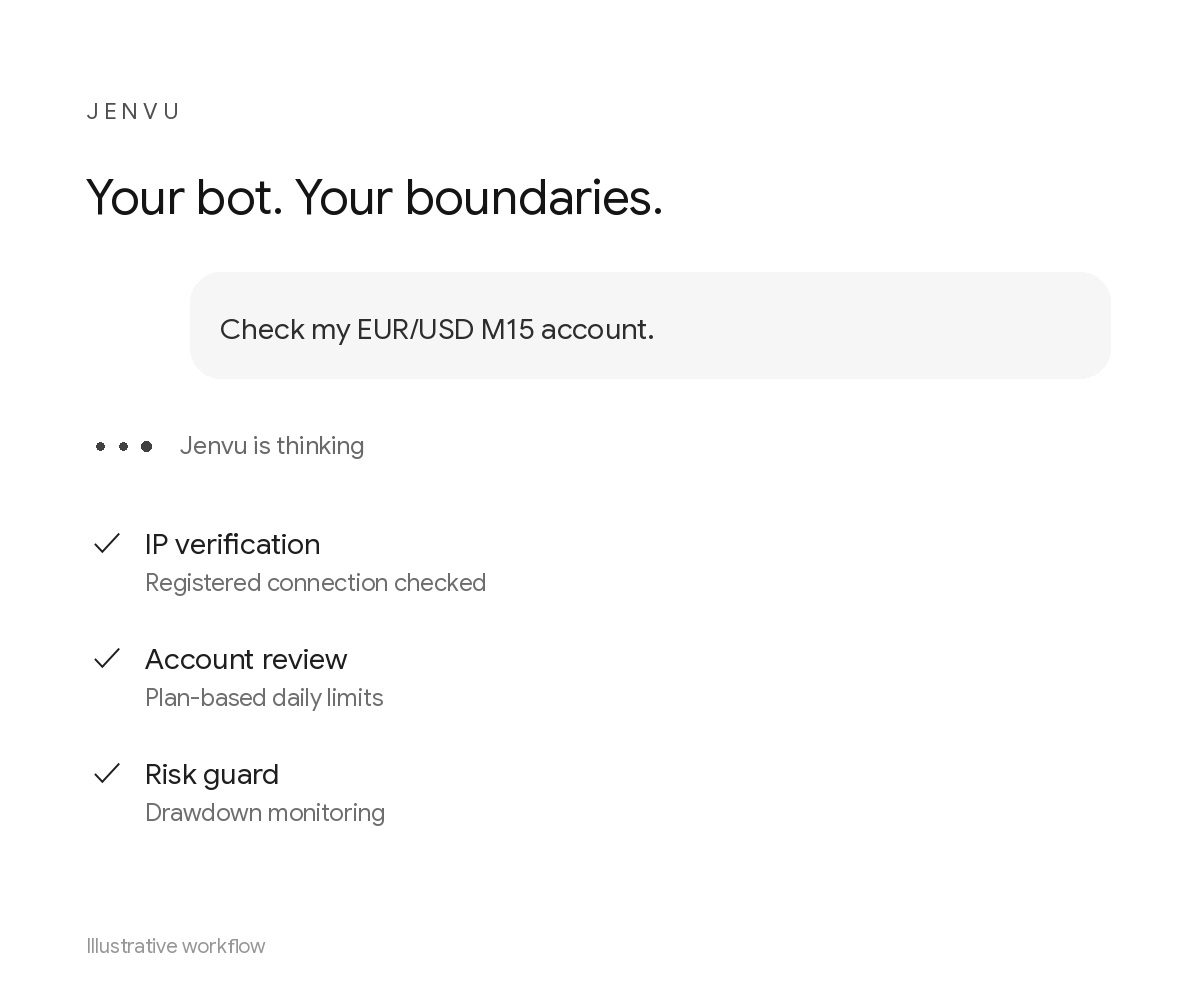 JENVU
Your bot. Your boundaries.
Check my EUR/USD M15 account.
Jenvu is thinking
IP verification
Registered connection checked
Account review
Plan-based daily limits
Risk guard
Drawdown monitoring
Illustrative workflow